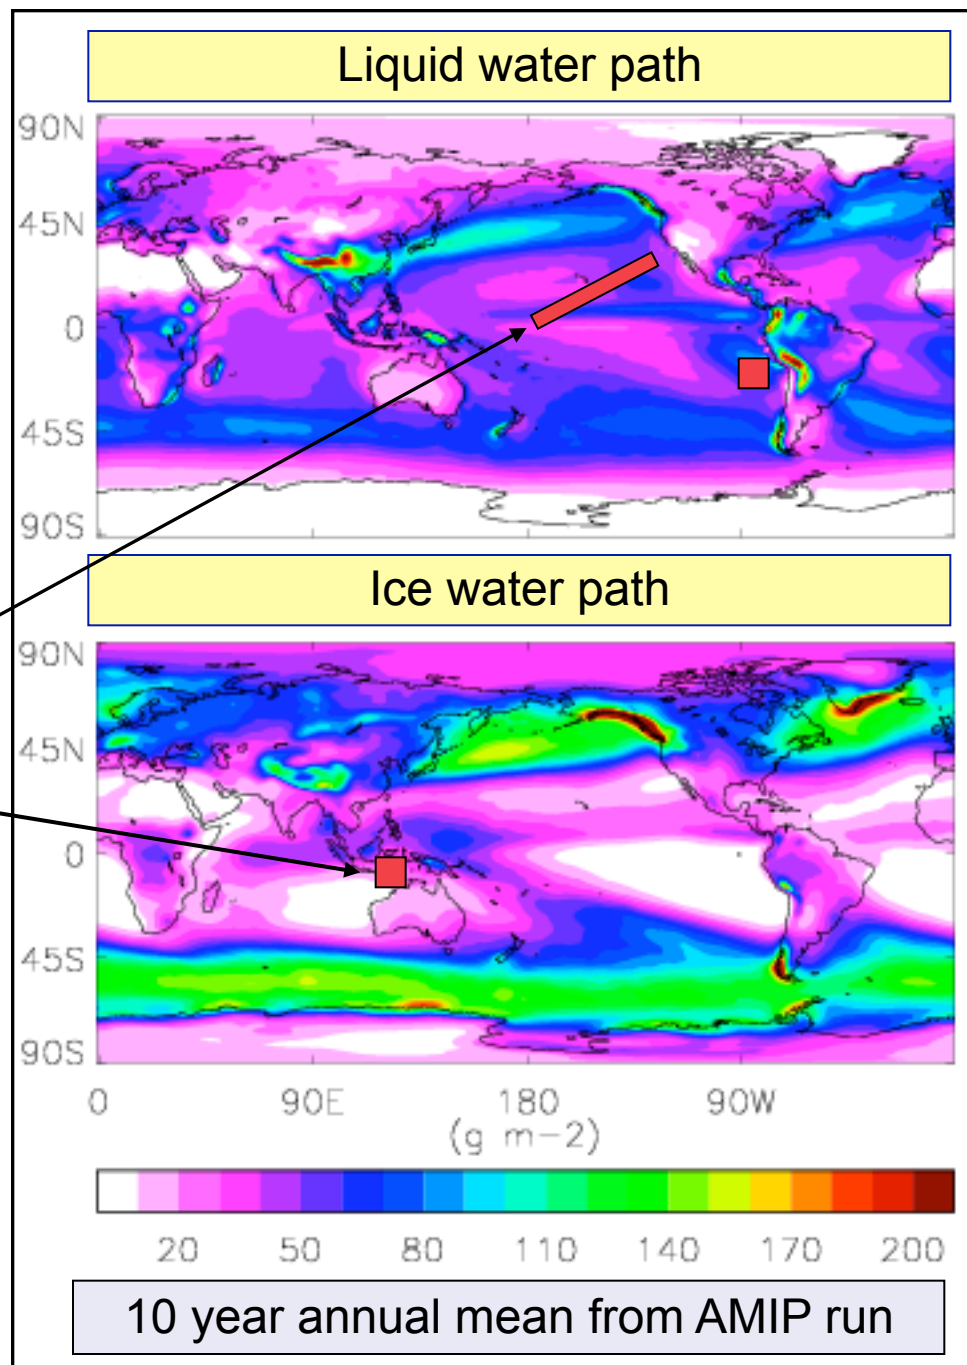 Liquid water path
90N
45N
0
45S
90S
Ice water path
90N
45N
0
45S
90S
0 90E 180 90W
(g m-2)
20 50 80 110 140 170 200
10 year annual mean from AMIP run